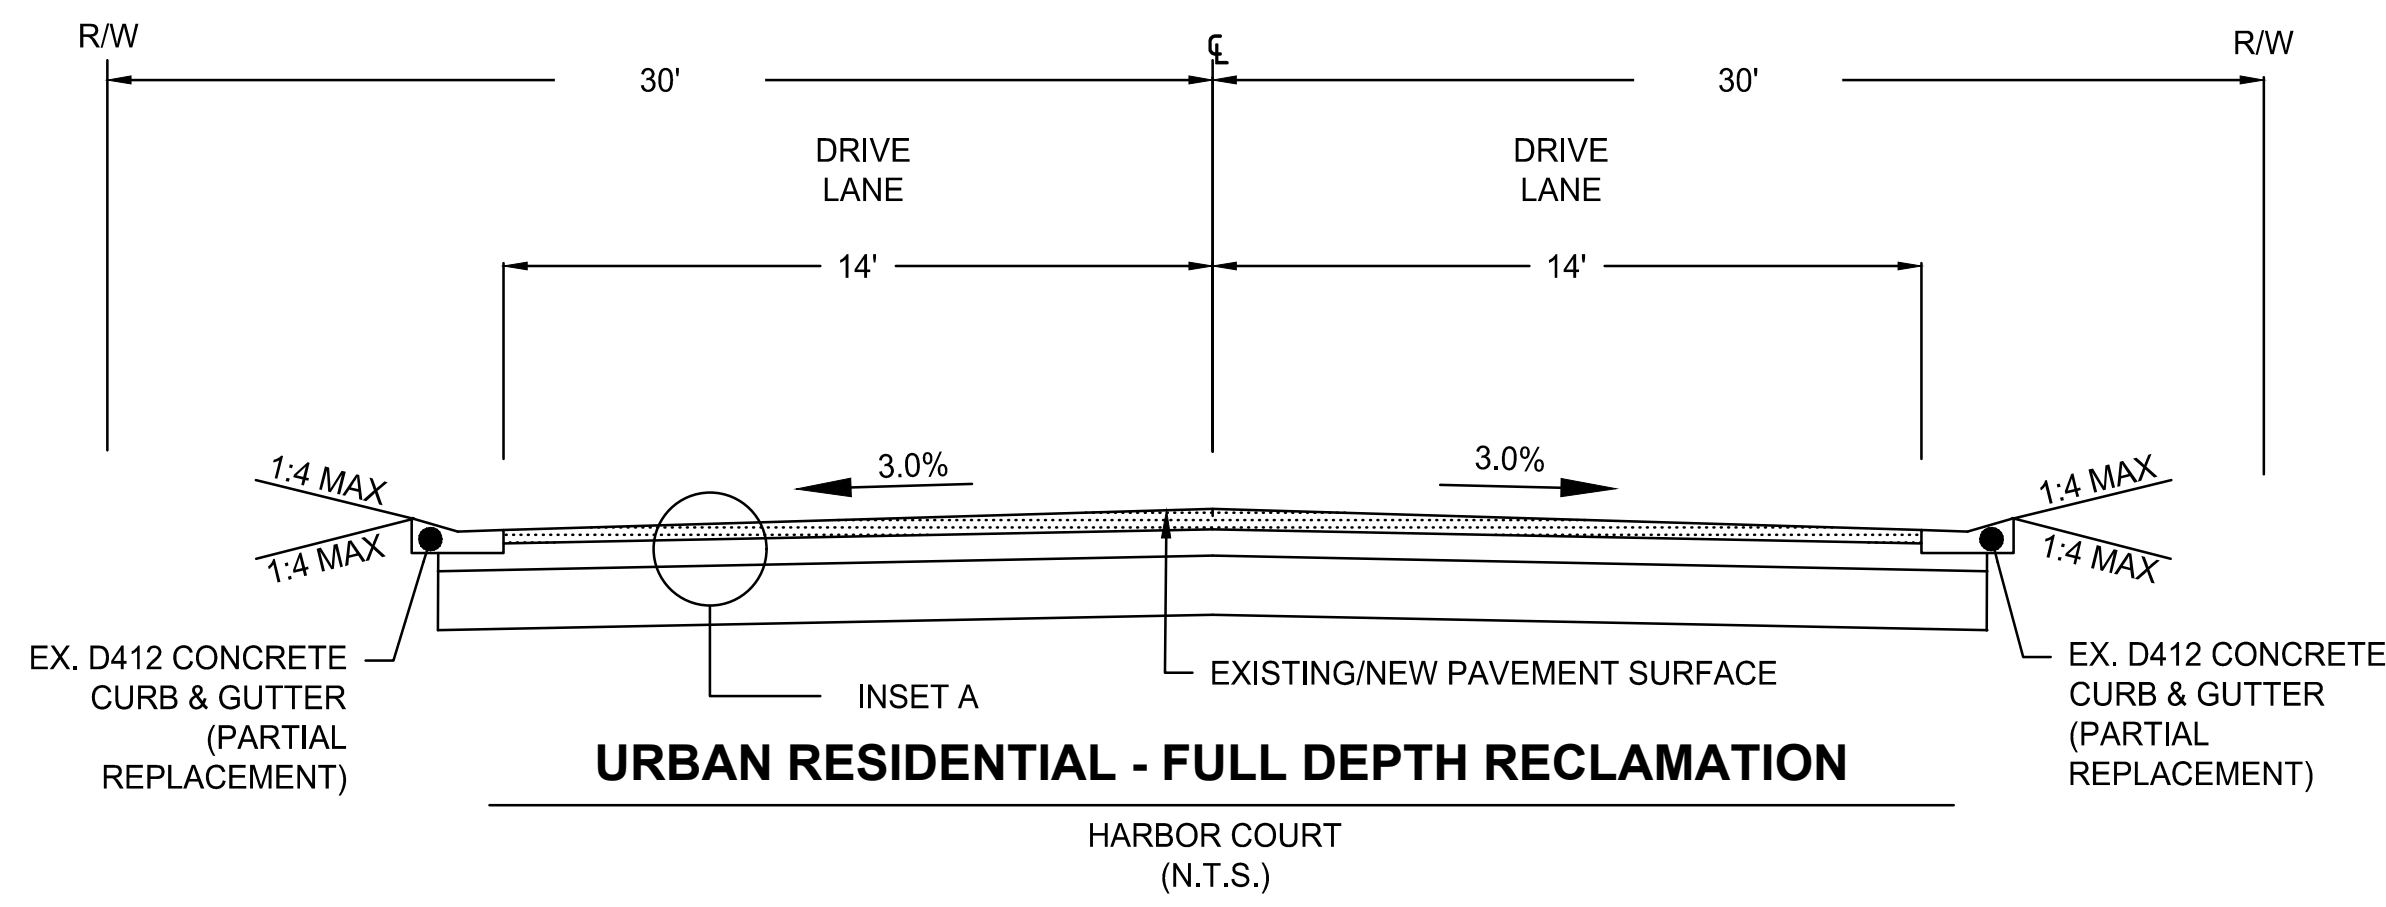 R/W
℄
R/W
30'
30'
DRIVE
LANE
DRIVE
LANE
14'
14'
3.0%
3.0%
1:4 MAX
1:4 MAX
1:4 MAX
1:4 MAX
EX. D412 CONCRETE
CURB & GUTTER
(PARTIAL
REPLACEMENT)
INSET A
EXISTING/NEW PAVEMENT SURFACE
EX. D412 CONCRETE
CURB & GUTTER
(PARTIAL
REPLACEMENT)
URBAN RESIDENTIAL - FULL DEPTH RECLAMATION
HARBOR COURT
(N.T.S.)